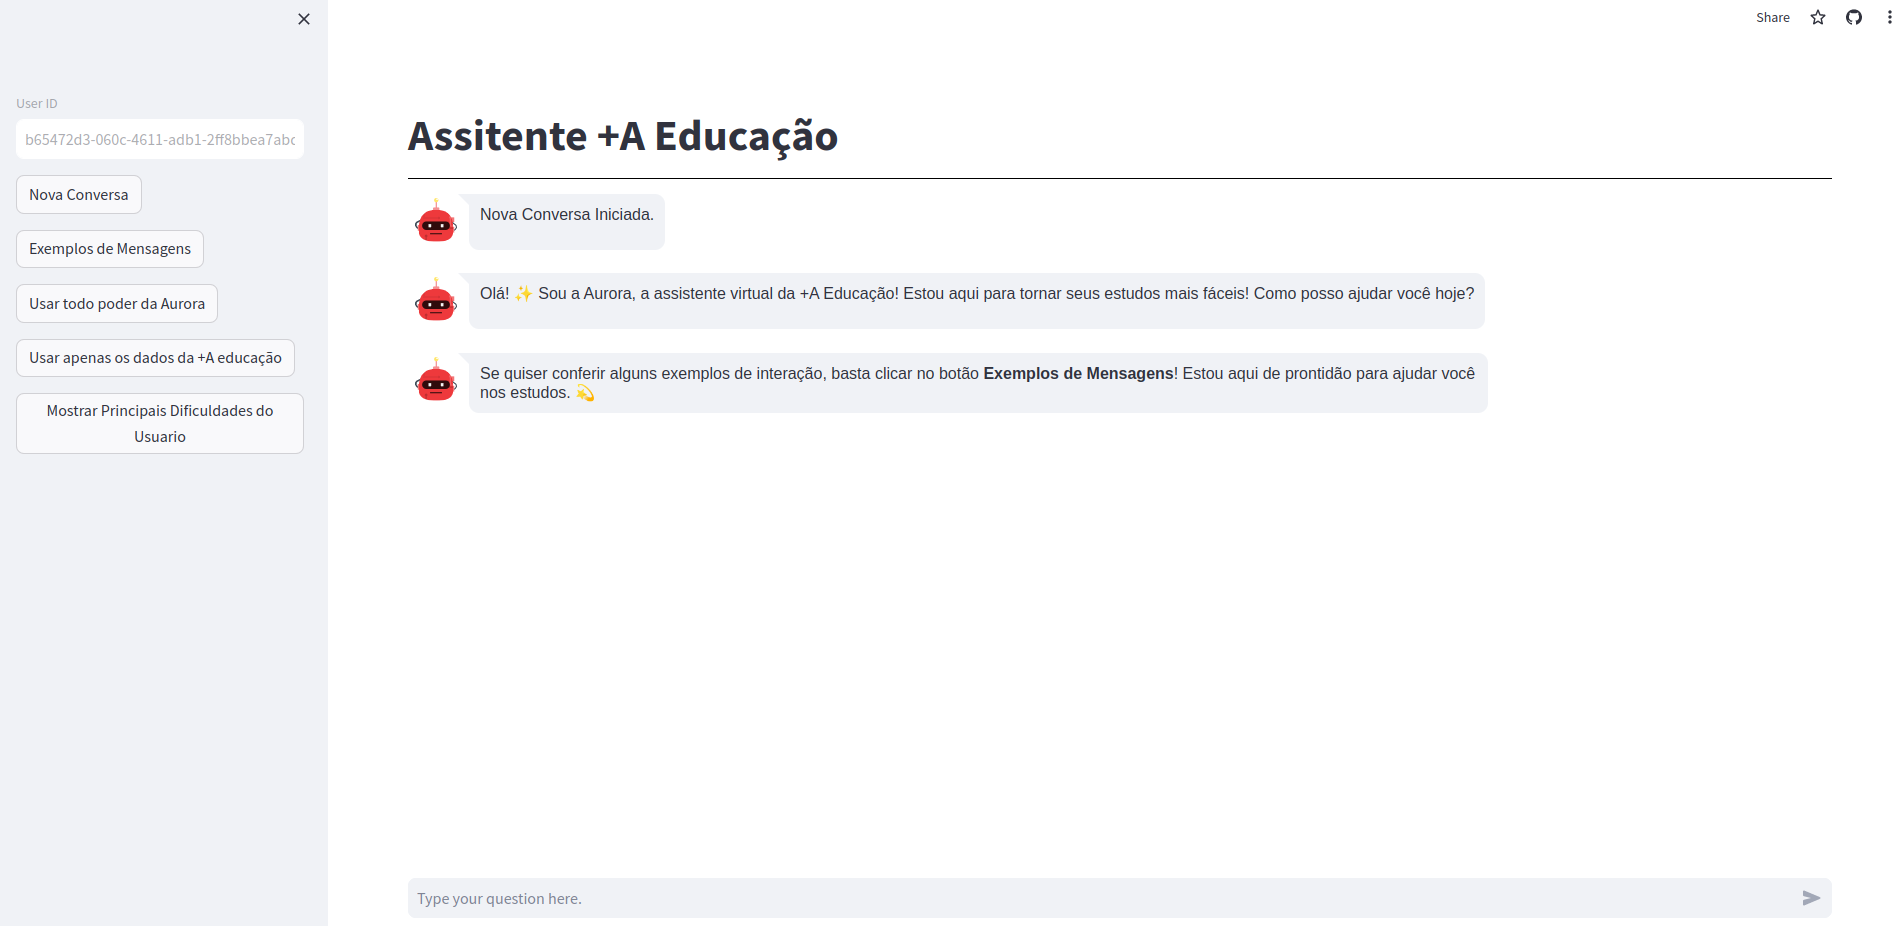 Share
User ID
b65472d3-060c-4611-adb1-2ff8bbea7abc
Nova Conversa
Exemplos de Mensagens
Usar todo poder da Aurora
Usar apenas os dados da +A educação
Mostrar Principais Dificuldades do
Usuario
Assitente +A Educação
Nova Conversa Iniciada.
Olá! ✨ Sou a Aurora, a assistente virtual da +A Educação! Estou aqui para tornar seus estudos mais fáceis! Como posso ajudar você hoje?
Se quiser conferir alguns exemplos de interação, basta clicar no botão Exemplos de Mensagens! Estou aqui de prontidão para ajudar você
nos estudos. 💫
Type your question here.